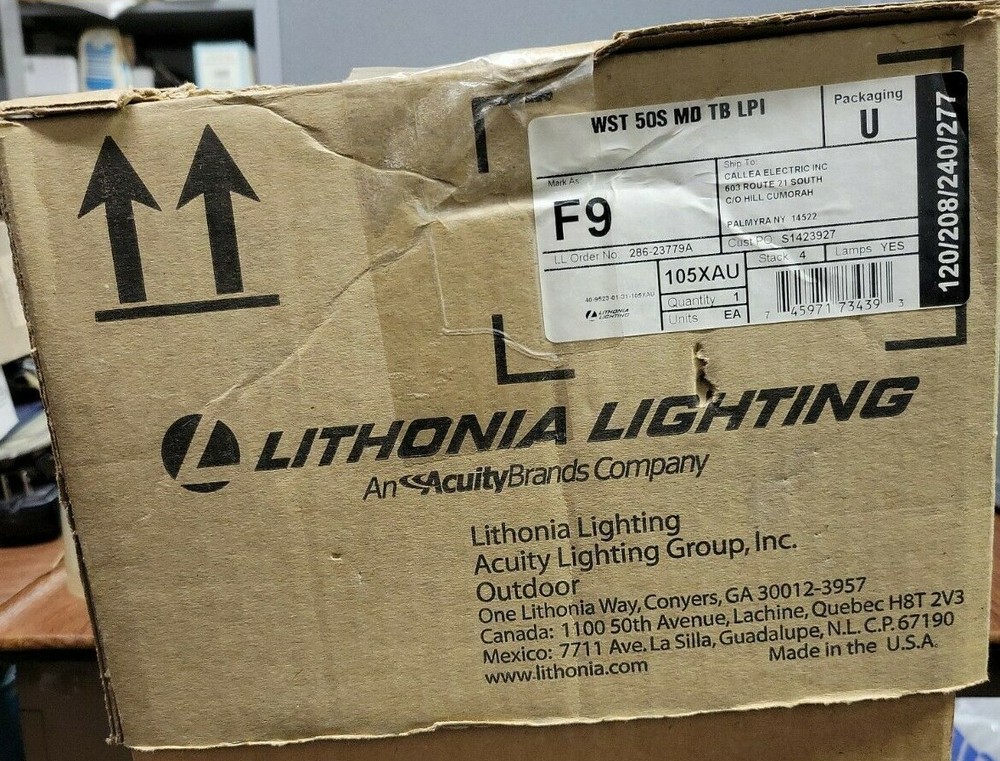 WST 50S MD TB LPI
Packaging
U
120/208/240/277
Mark As
F9
Ship To:
CALLEA ELECTRIC INC
603 ROUTE 21 SOUTH
C/O HILL CUMORAH
PALMYRA NY 14522
LL Order No. 286-23779A
Cust PO S1423927
105XAU
Stack 4
Lamps YES
Quantity 1
Units EA
LITHONIA LIGHTING
7 45971 73439 3
LITHONIA LIGHTING
An AcuityBrands Company
Lithonia Lighting
Acuity Lighting Group, Inc.
Outdoor
One Lithonia Way, Conyers, GA 30012-3957
Canada: 1100 50th Avenue, Lachine, Quebec H8T 2V3
Mexico: 7711 Ave. La Silla, Guadalupe, N.L. C.P. 67190
www.lithonia.com
Made in the U.S.A.